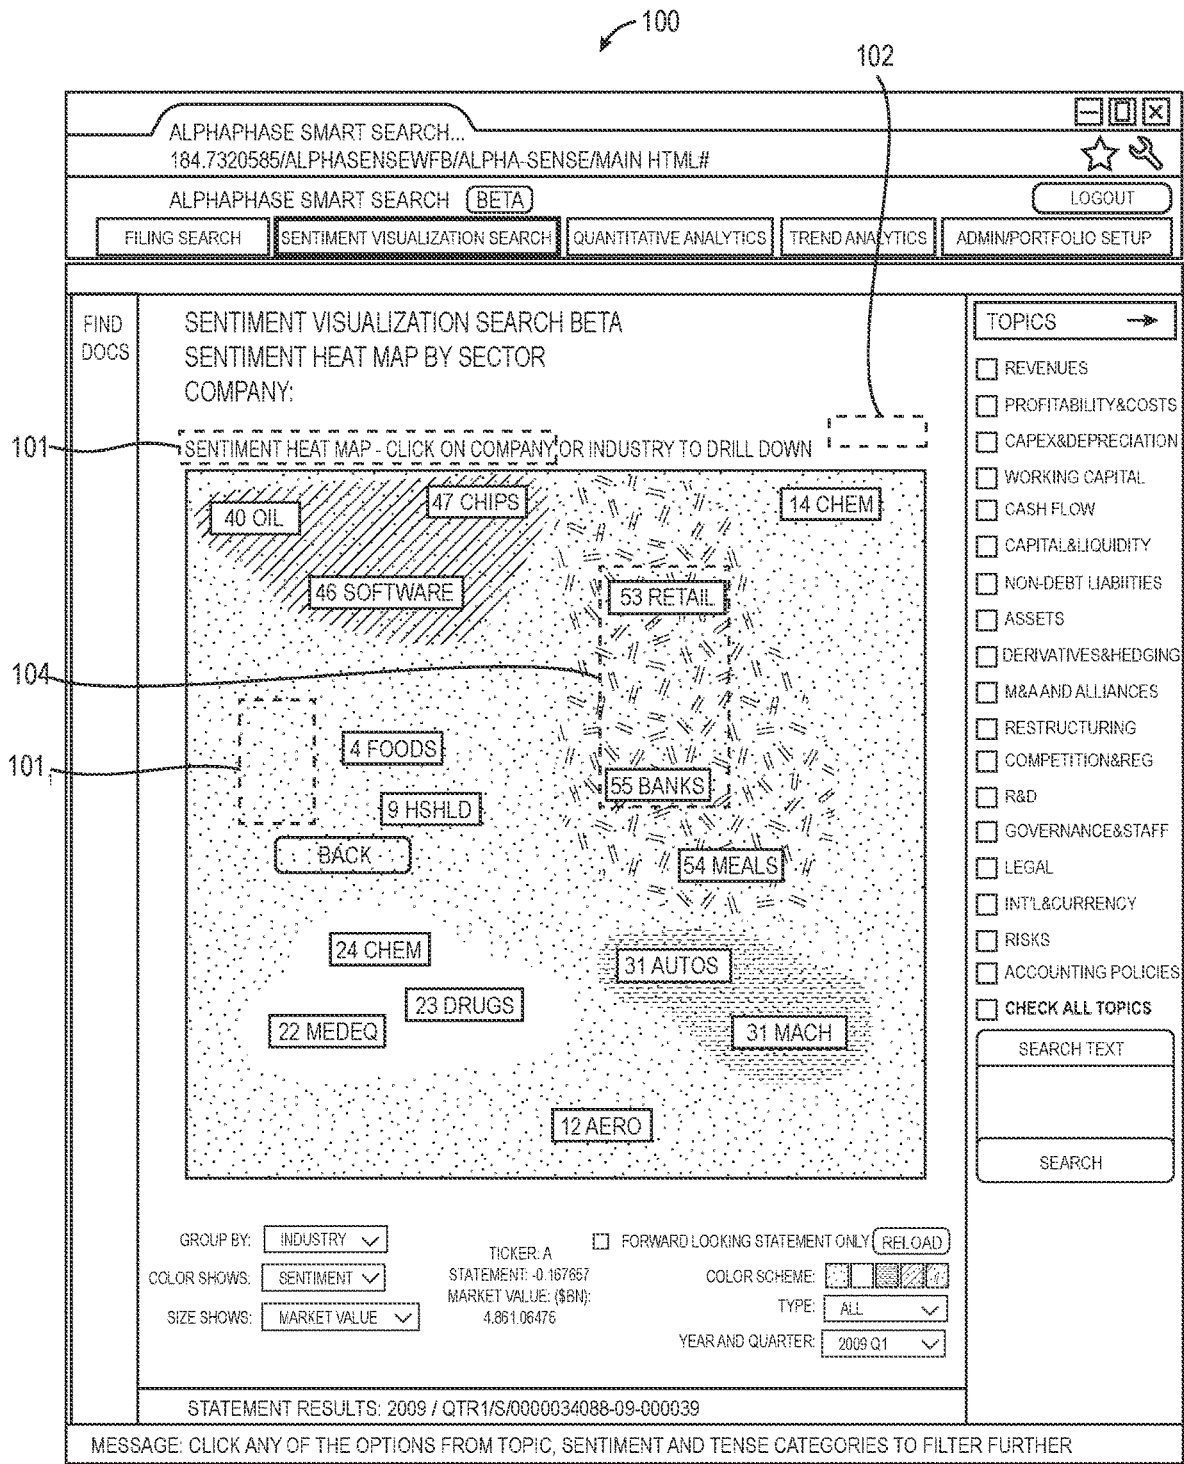 100
102
ALPHAPHASE SMART SEARCH...
184.7320585/ALPHASENSEWFB/ALPHA-SENSE/MAIN HTML#
ALPHAPHASE SMART SEARCH BETA LOGOUT
FILING SEARCH SENTIMENT VISUALIZATION SEARCH QUANTITATIVE ANALYTICS TREND ANALYTICS ADMIN/PORTFOLIO SETUP
FIND
DOCS
SENTIMENT VISUALIZATION SEARCH BETA
SENTIMENT HEAT MAP BY SECTOR
COMPANY:
101
SENTIMENT HEAT MAP - CLICK ON COMPANY OR INDUSTRY TO DRILL DOWN
40 OIL
47 CHIPS
14 CHEM
46 SOFTWARE
53 RETAIL
104
101
4 FOODS
55 BANKS
9 HSHLD
BACK
54 MEALS
24 CHEM
31 AUTOS
23 DRUGS
22 MEDEQ
31 MACH
12 AERO
TOPICS
REVENUES
PROFITABILITY&COSTS
CAPEX&DEPRECIATION
WORKING CAPITAL
CASH FLOW
CAPITAL&LIQUIDITY
NON-DEBT LIABIITIES
ASSETS
DERIVATIVES&HEDGING
M&A AND ALLIANCES
RESTRUCTURING
COMPETITION&REG
R&D
GOVERNANCE&STAFF
LEGAL
INT'L&CURRENCY
RISKS
ACCOUNTING POLICIES
CHECK ALL TOPICS
SEARCH TEXT
SEARCH
GROUP BY: INDUSTRY
COLOR SHOWS: SENTIMENT
SIZE SHOWS: MARKET VALUE
TICKER: A
STATEMENT: -0.167657
MARKET VALUE: ($BN):
4.861.06476
FORWARD LOOKING STATEMENT ONLY RELOAD
COLOR SCHEME:
TYPE: ALL
YEAR AND QUARTER: 2009 Q1
STATEMENT RESULTS: 2009 / QTR1/S/0000034088-09-000039
MESSAGE: CLICK ANY OF THE OPTIONS FROM TOPIC, SENTIMENT AND TENSE CATEGORIES TO FILTER FURTHER